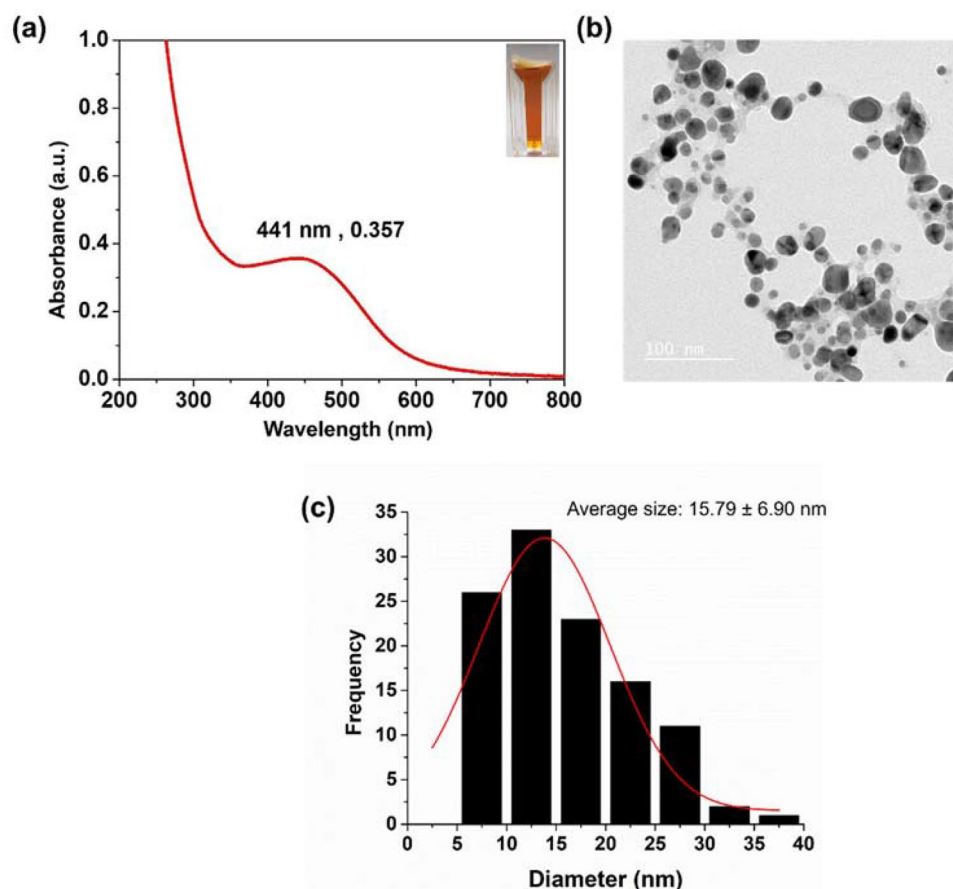 (a)
1.0
0.8
0.6
0.4
0.2
0.0
Absorbance (a.u.)
441 nm , 0.357
200 300 400 500 600 700 800
Wavelength (nm)
(b)
100 nm
(c)
Average size: 15.79 ± 6.90 nm
35
30
25
20
15
10
5
0
Frequency
0 5 10 15 20 25 30 35 40
Diameter (nm)